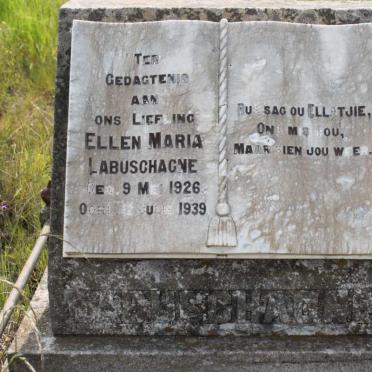 TER
GEDAGTENIS
AAN
ONS LIEFLING
ELLEN MARIA
LABUSCHAGNE
GEB. 9 MEI 1926
OORL. 1939
RUS SAG OU ELLETJIE,
ONS MIS JOU,
MAAR SIEN JOU WEER.
LABUSCHAGNE